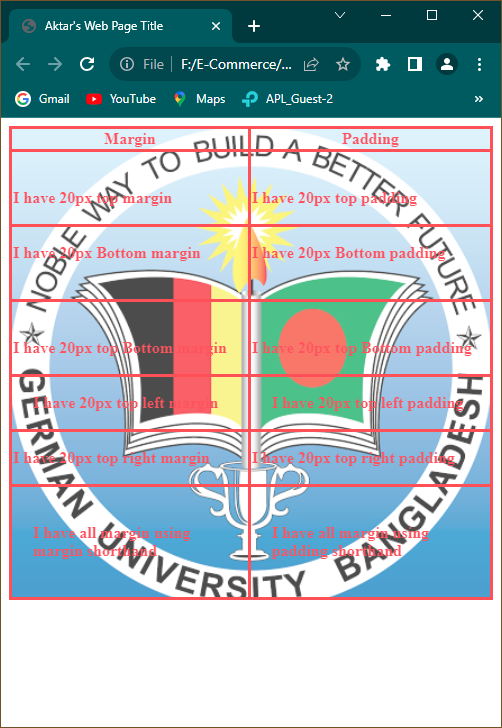 Aktar's Web Page Title
File F:/E-Commerce/...
Gmail YouTube Maps APL_Guest-2 »
NOBLE WAY TO BUILD A BETTER FUTURE
Margin Padding
I have 20px top margin I have 20px top padding
I have 20px Bottom margin I have 20px Bottom padding
I have 20px top Bottom margin I have 20px top Bottom padding
I have 20px top left margin I have 20px top left padding
I have 20px top right margin I have 20px top right padding
I have all margin using I have all margin using
margin shorthand padding shorthand
GERMAN UNIVERSITY BANGLADESH